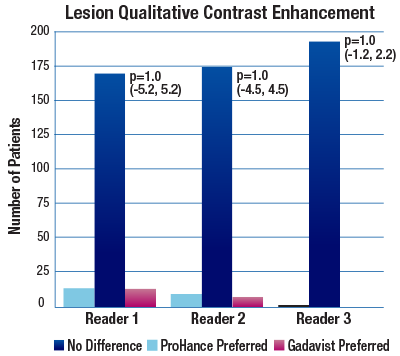 Lesion Qualitative Contrast Enhancement
Number of Patients
200
175
150
125
100
75
50
25
0
p=1.0
(-5.2, 5.2)
p=1.0
(-4.5, 4.5)
p=1.0
(-1.2, 2.2)
Reader 1 Reader 2 Reader 3
No Difference ProHance Preferred Gadavist Preferred